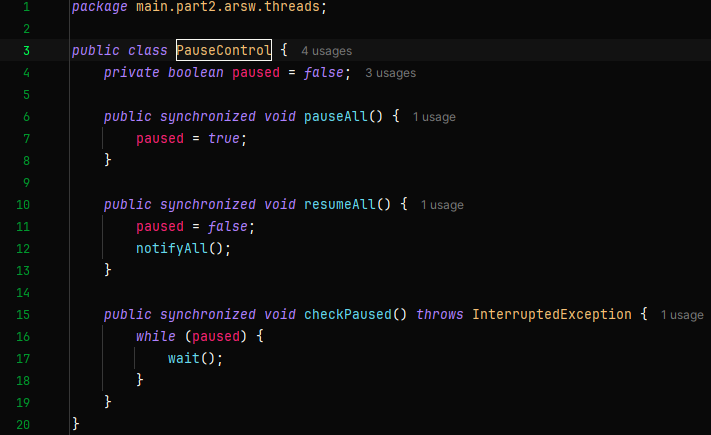 1 package main.part2.arsw.threads;
2
3 public class PauseControl { 4 usages
4 private boolean paused = false; 3 usages
5
6 public synchronized void pauseAll() { 1 usage
7 paused = true;
8 }
9
10 public synchronized void resumeAll() { 1 usage
11 paused = false;
12 notifyAll();
13 }
14
15 public synchronized void checkPaused() throws InterruptedException { 1 usage
16 while (paused) {
17 wait();
18 }
19 }
20 }